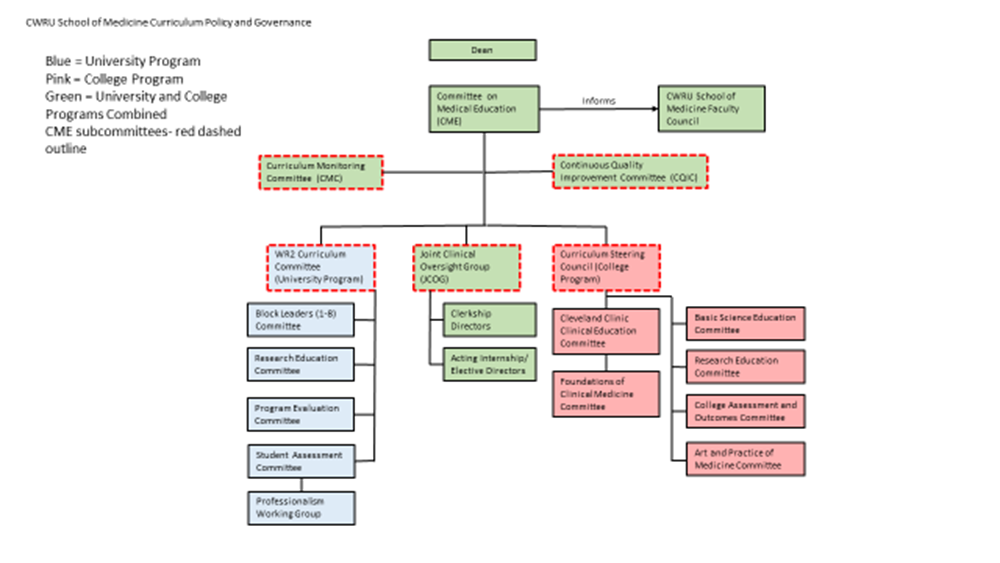 CWRU School of Medicine Curriculum Policy and Governance
Blue = University Program
Pink = College Program
Green = University and College
Programs Combined
CME subcommittees- red dashed
outline
Dean
Committee on
Medical Education
(CME)
Informs
CWRU School of
Medicine Faculty
Council
Curriculum Monitoring
Committee (CMC)
Continuous Quality
Improvement Committee (CQIC)
WR2 Curriculum
Committee
(University Program)
Joint Clinical
Oversight Group
(JCOG)
Curriculum Steering
Council (College
Program)
Block Leaders (1-8)
Committee
Research Education
Committee
Program Evaluation
Committee
Student Assessment
Committee
Professionalism
Working Group
Clerkship
Directors
Acting Internship/
Elective Directors
Cleveland Clinic
Clinical Education
Committee
Foundations of
Clinical Medicine
Committee
Basic Science Education
Committee
Research Education
Committee
College Assessment and
Outcomes Committee
Art and Practice of
Medicine Committee